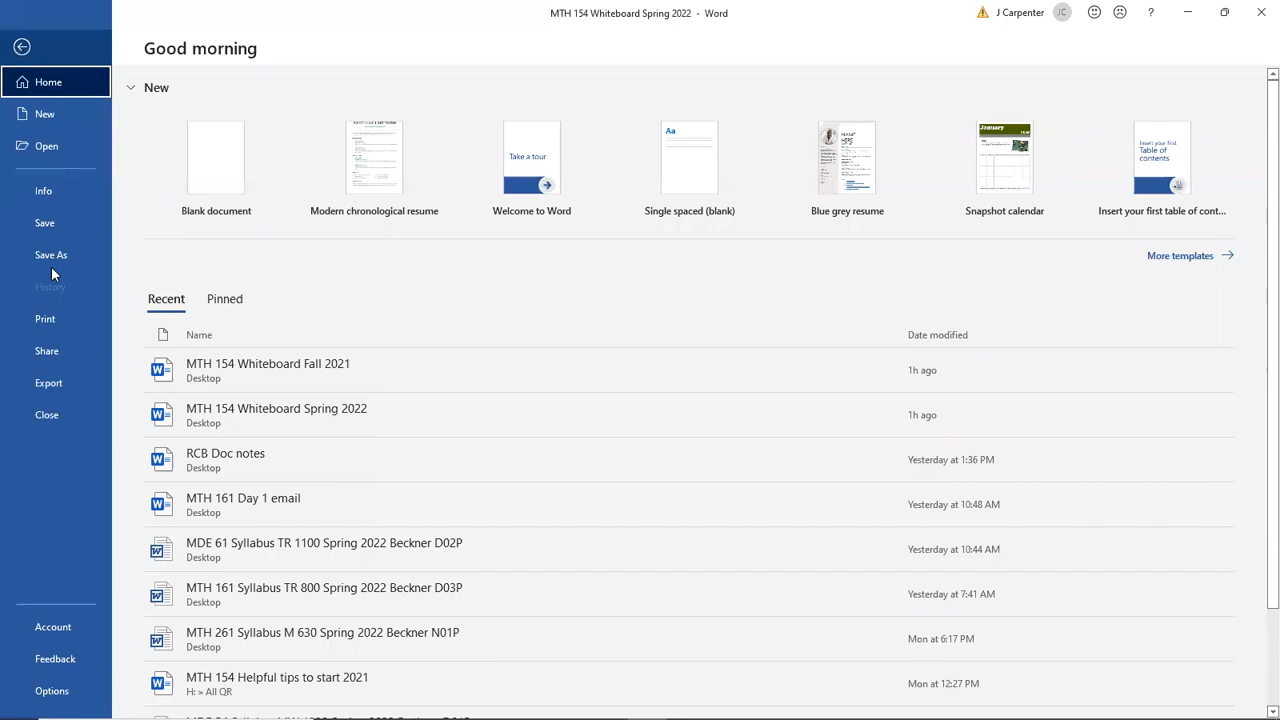 MTH 154 Whiteboard Spring 2022 - Word
J Carpenter
JC
?
Good morning
Home
New
Open
Info
Save
Save As
History
Print
Share
Export
Close
Account
Feedback
Options
New
Take a tour
Aa
January
Insert your first
Table of
contents
Blank document
Modern chronological resume
Welcome to Word
Single spaced (blank)
Blue grey resume
Snapshot calendar
Insert your first table of cont...
More templates
Recent
Pinned
Name
Date modified
MTH 154 Whiteboard Fall 2021
Desktop
1h ago
MTH 154 Whiteboard Spring 2022
Desktop
1h ago
RCB Doc notes
Desktop
Yesterday at 1:36 PM
MTH 161 Day 1 email
Desktop
Yesterday at 10:48 AM
MDE 61 Syllabus TR 1100 Spring 2022 Beckner D02P
Desktop
Yesterday at 10:44 AM
MTH 161 Syllabus TR 800 Spring 2022 Beckner D03P
Desktop
Yesterday at 7:41 AM
MTH 261 Syllabus M 630 Spring 2022 Beckner N01P
Desktop
Mon at 6:17 PM
MTH 154 Helpful tips to start 2021
H: » All QR
Mon at 12:27 PM